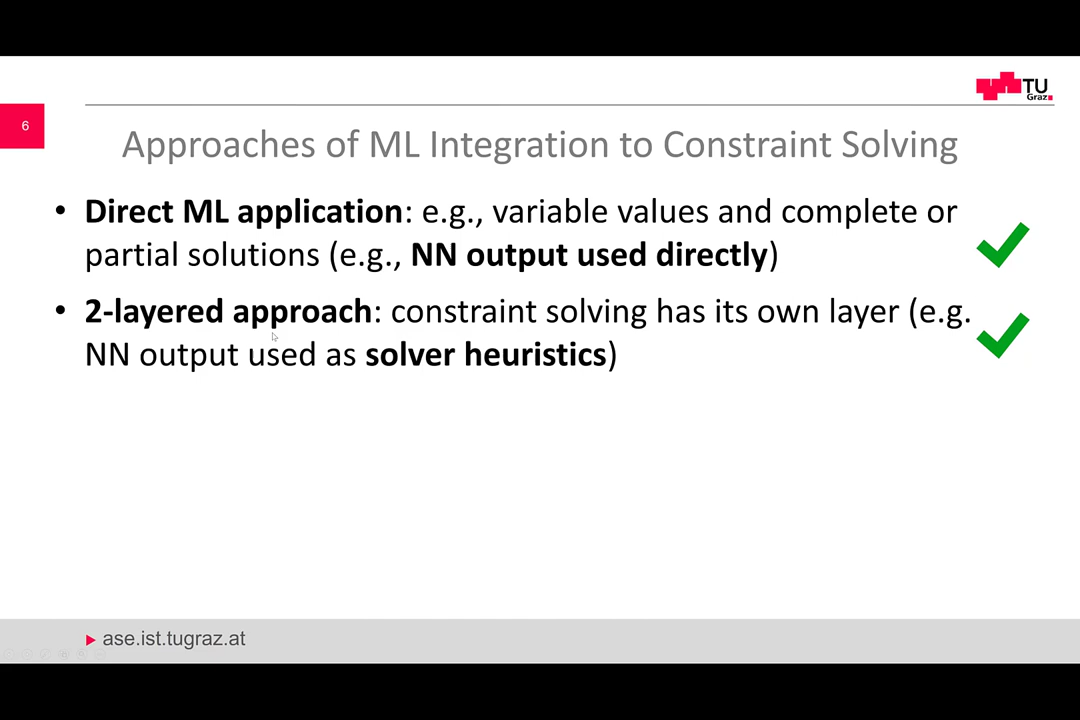 TU
Graz
6
Approaches of ML Integration to Constraint Solving
• Direct ML application: e.g., variable values and complete or
partial solutions (e.g., NN output used directly)
• 2-layered approach: constraint solving has its own layer (e.g.
NN output used as solver heuristics)
ase.ist.tugraz.at